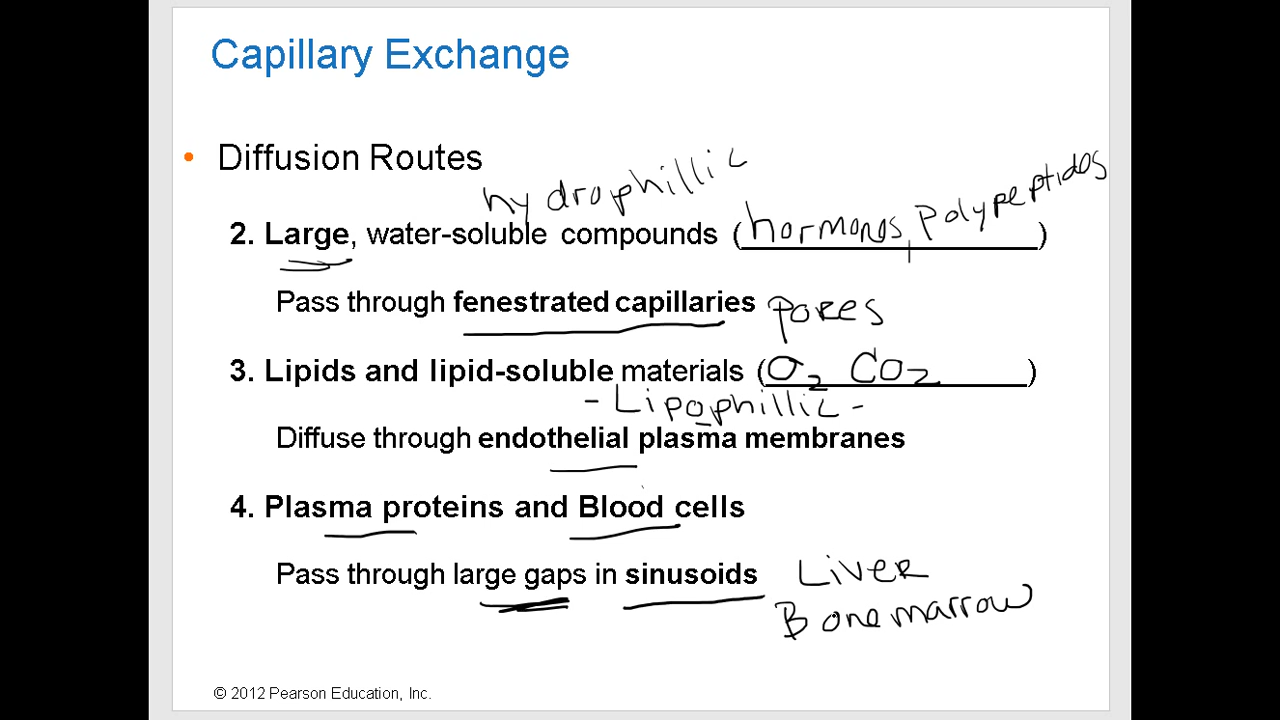 Capillary Exchange
• Diffusion Routes
hydrophillic
2. Large, water-soluble compounds (hormones, polypeptides)
Pass through fenestrated capillaries pores
3. Lipids and lipid-soluble materials (O2 CO2)
- Lipophillic -
Diffuse through endothelial plasma membranes
4. Plasma proteins and Blood cells
Pass through large gaps in sinusoids Liver
Bone marrow
© 2012 Pearson Education, Inc.